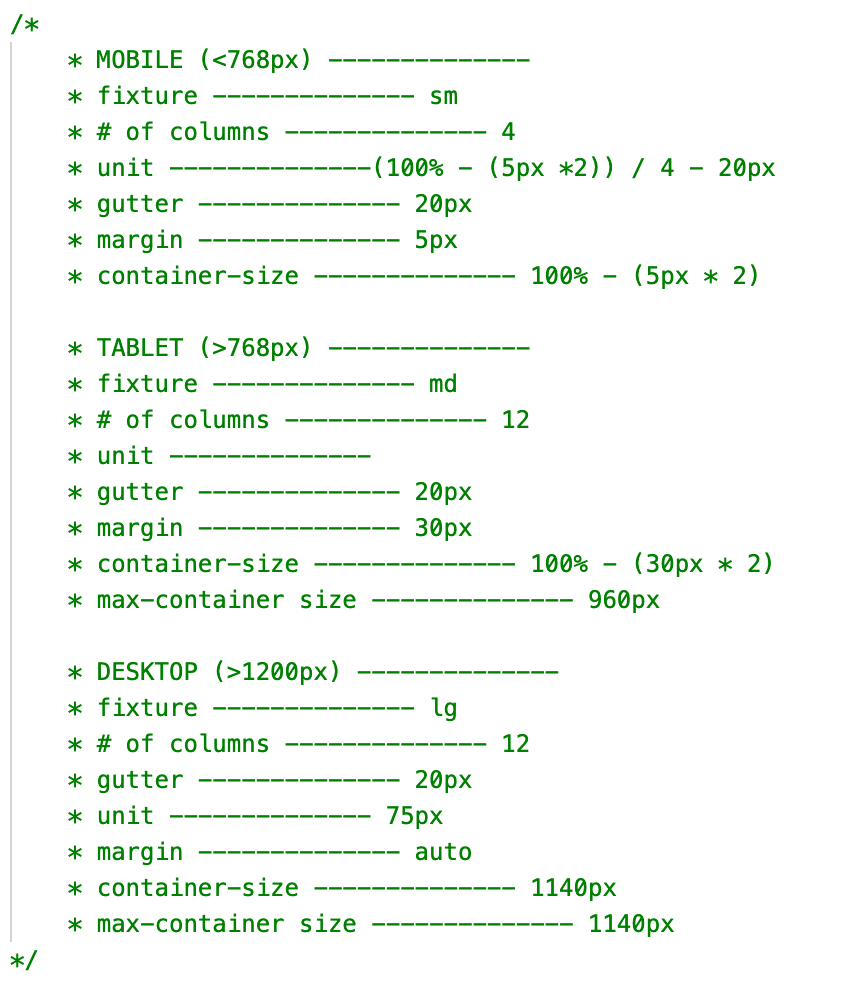 /*
* MOBILE (<768px) --------------
* fixture -------------- sm
* # of columns -------------- 4
* unit --------------(100% - (5px *2)) / 4 - 20px
* gutter -------------- 20px
* margin -------------- 5px
* container-size -------------- 100% - (5px * 2)
* TABLET (>768px) --------------
* fixture -------------- md
* # of columns -------------- 12
* unit --------------
* gutter -------------- 20px
* margin -------------- 30px
* container-size -------------- 100% - (30px * 2)
* max-container size -------------- 960px
* DESKTOP (>1200px) --------------
* fixture -------------- lg
* # of columns -------------- 12
* gutter -------------- 20px
* unit -------------- 75px
* margin -------------- auto
* container-size -------------- 1140px
* max-container size -------------- 1140px
*/